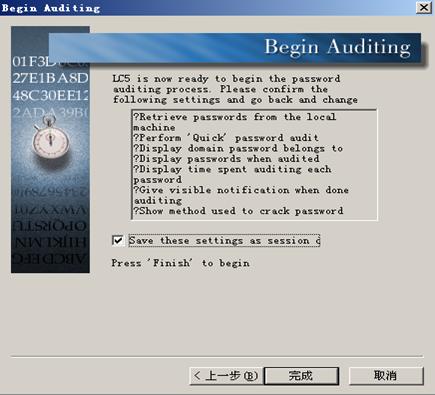 Begin Auditing
Begin Auditing
27E1BA8D
48C30EE12
2ADA39B0
LC5 is now ready to begin the password
auditing process. Please confirm the
following settings and go back and change
?Retrieve passwords from the local
machine
?Perform 'Quick' password audit
?Display domain password belongs to
?Display passwords when audited
?Display time spent auditing each
password
?Give visible notification when done
auditing
?Show method used to crack password
Save these settings as session d
Press 'Finish' to begin
< 上一步(B)
完成
取消